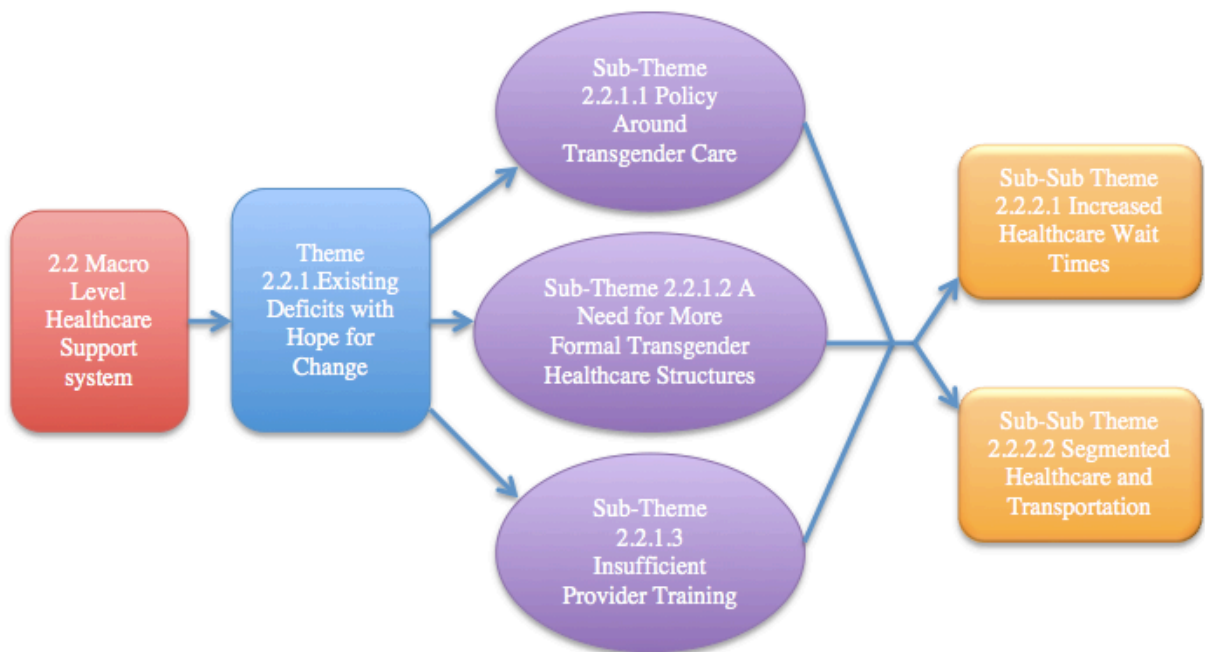 2.2 Macro
Level
Healthcare
Support
system
Theme
2.2.1.Existing
Deficits with
Hope for
Change
Sub-Theme
2.2.1.1 Policy
Around
Transgender Care
Sub-Theme 2.2.1.2 A
Need for More
Formal Transgender
Healthcare Structures
Sub-Theme
2.2.1.3
Insufficient
Provider Training
Sub-Sub Theme
2.2.2.1 Increased
Healthcare Wait
Times
Sub-Sub Theme
2.2.2.2 Segmented
Healthcare and
Transportation